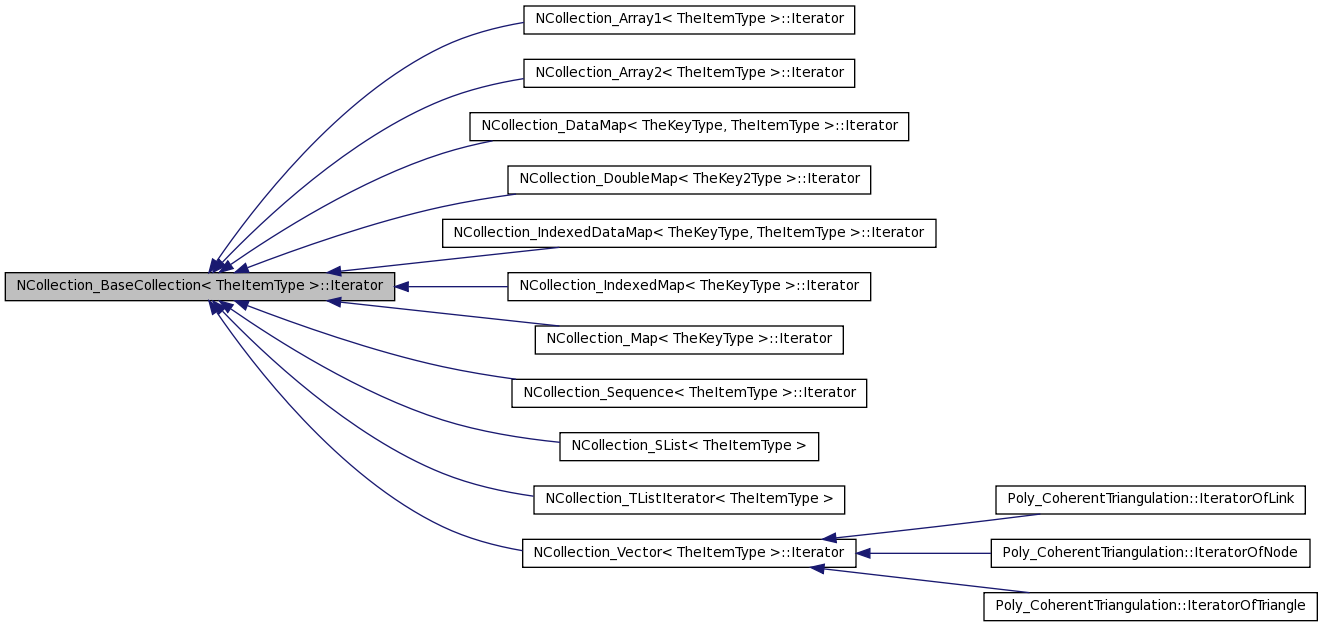 NCollection_Array1< TheItemType >::Iterator
NCollection_Array2< TheItemType >::Iterator
NCollection_DataMap< TheKeyType, TheItemType >::Iterator
NCollection_DoubleMap< TheKey2Type >::Iterator
NCollection_IndexedDataMap< TheKeyType, TheItemType >::Iterator
NCollection_BaseCollection< TheItemType >::Iterator
NCollection_IndexedMap< TheKeyType >::Iterator
NCollection_Map< TheKeyType >::Iterator
NCollection_Sequence< TheItemType >::Iterator
NCollection_SList< TheItemType >
NCollection_TListIterator< TheItemType >
Poly_CoherentTriangulation::IteratorOfLink
NCollection_Vector< TheItemType >::Iterator
Poly_CoherentTriangulation::IteratorOfNode
Poly_CoherentTriangulation::IteratorOfTriangle